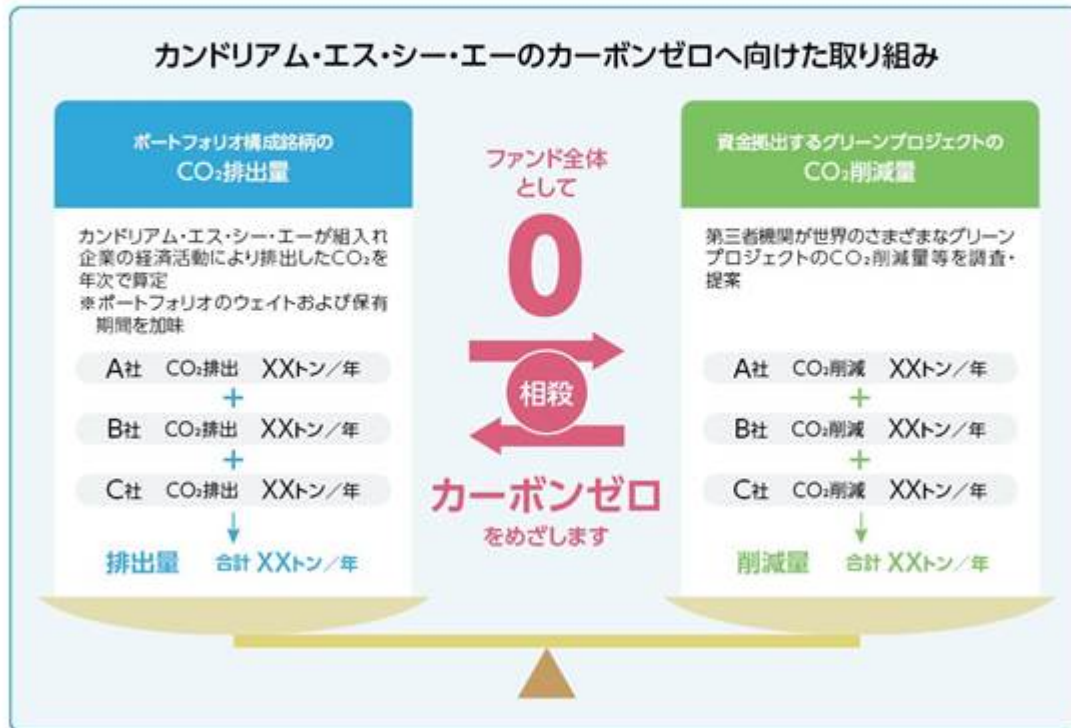 カンドリアム・エス・シー・エーのカーボンゼロへ向けた取り組み
ポートフォリオ構成銘柄の
CO₂排出量
カンドリアム・エス・シー・エーが組入れ
企業の経済活動により排出したCO₂を
年次で算定
※ポートフォリオのウェイトおよび保有
期間を加味
A社 CO₂排出 XXトン／年
+
B社 CO₂排出 XXトン／年
+
C社 CO₂排出 XXトン／年
↓
排出量 合計 XXトン／年
ファンド全体
として
0
相殺
カーボンゼロ
をめざします
資金拠出するグリーンプロジェクトの
CO₂削減量
第三者機関が世界のさまざまなグリーン
プロジェクトのCO₂削減量等を調査・
提案
A社 CO₂削減 XXトン／年
+
B社 CO₂削減 XXトン／年
+
C社 CO₂削減 XXトン／年
↓
削減量 合計 XXトン／年